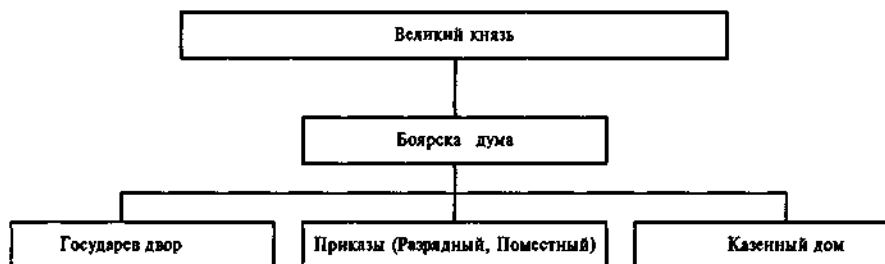 Великий князь
Боярска дума
Государев двор
Приказы (Разрядный, Поместный)
Казенный дом